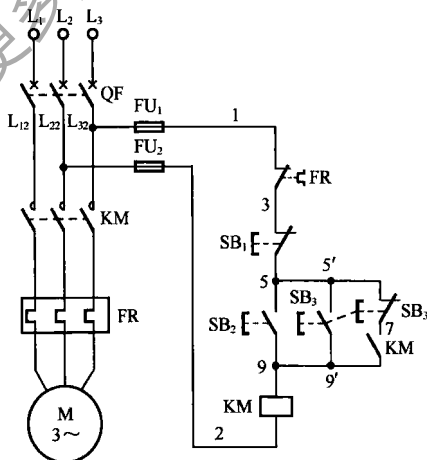 L₁ L₂ L₃
QF
L₁₂ L₂₂ L₃₂
FU₁
1
FU₂
FR
3
KM
SB₁
5 5′
SB₂ SB₃ SB₃
7
KM
FR
9 9′
KM
M
3～
2